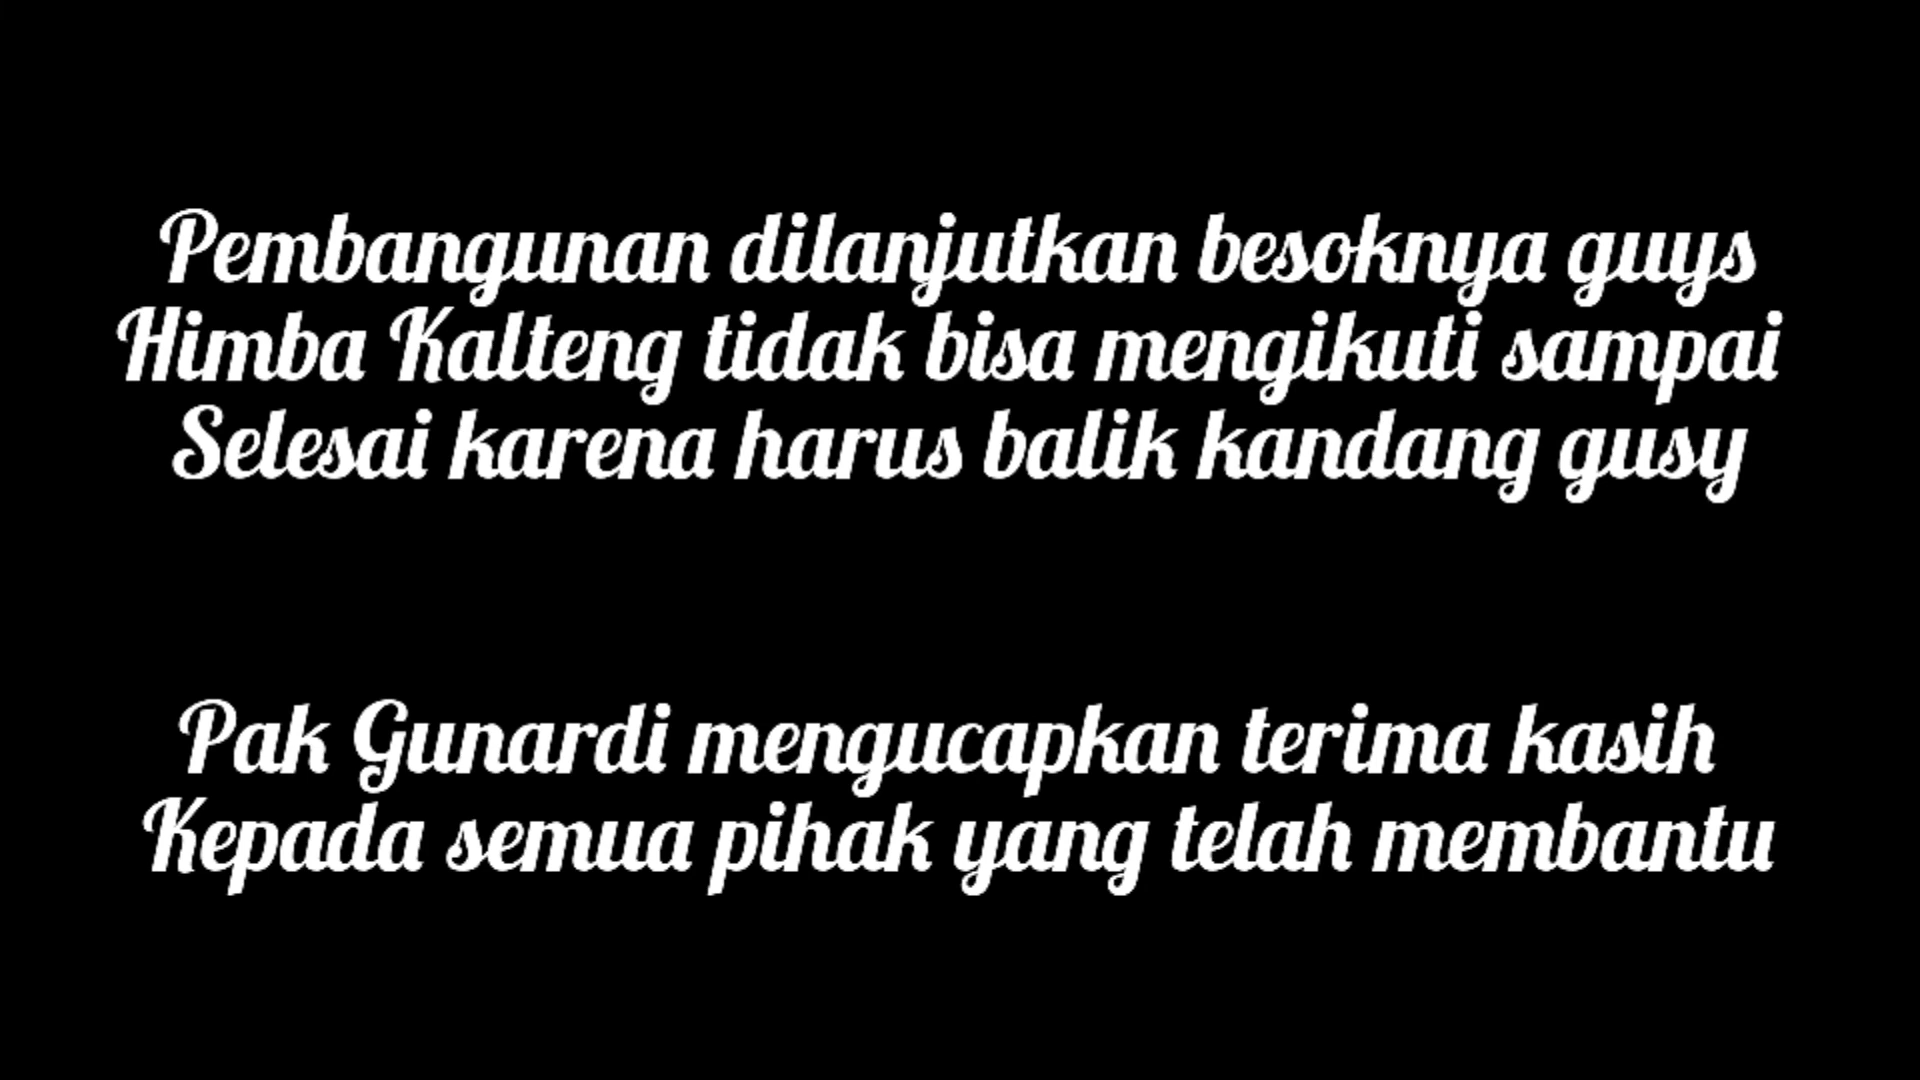 Pembangunan dilanjutkan besoknya guys
Himba Kalteng tidak bisa mengikuti sampai
Selesai karena harus balik kandang gusy
Pak Gunardi mengucapkan terima kasih
Kepada semua pihak yang telah membantu